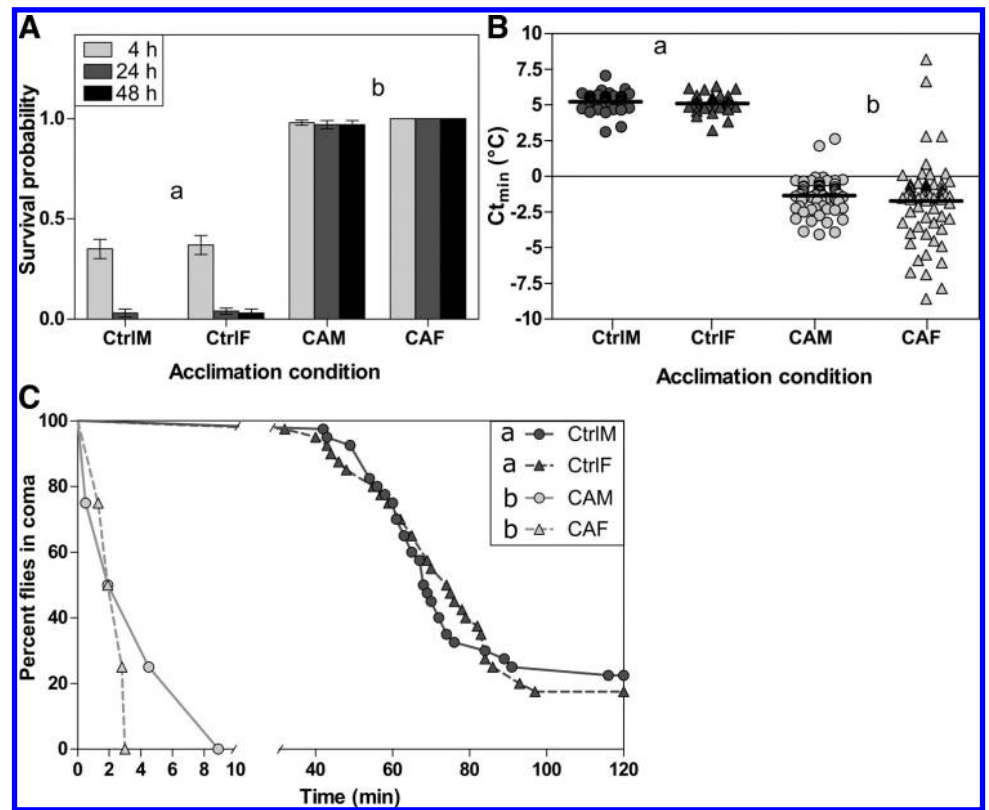 A
Survival probability
4 h
24 h
48 h
a
b
1.0
0.5
0.0
CtrlM CtrlF CAM CAF
Acclimation condition
B
Ctmin (°C)
10
7.5
5
2.5
0
-2.5
-5
-7.5
-10
a
b
CtrlM CtrlF CAM CAF
Acclimation condition
C
Percent flies in coma
100
80
60
40
20
0
a CtrlM
a CtrlF
b CAM
b CAF
0 2 4 6 8 10 40 60 80 100 120
Time (min)